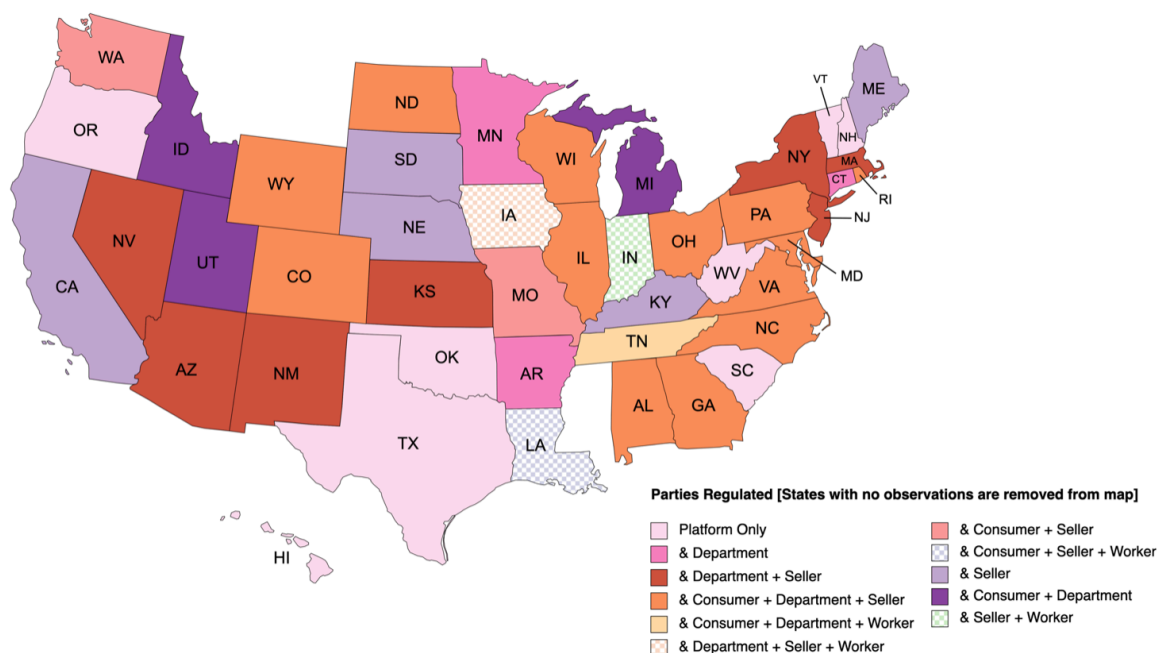 WA
OR
ID
ND
MN
WI
SD
WY
IA
NE
CA
NV
UT
CO
KS
MO
IL
IN
MI
OH
KY
WV
PA
NY
VT
NH
ME
MA
CT
RI
NJ
MD
VA
NC
TN
SC
AZ
NM
OK
AR
AL
GA
TX
LA
HI
Parties Regulated [States with no observations are removed from map]
Platform Only
& Department
& Department + Seller
& Consumer + Department + Seller
& Consumer + Department + Worker
& Department + Seller + Worker
& Consumer + Seller
& Consumer + Seller + Worker
& Seller
& Consumer + Department
& Seller + Worker